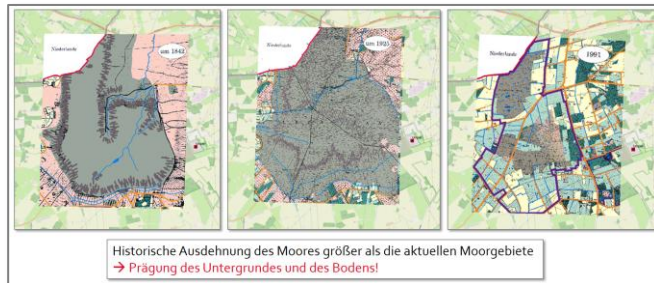 Niederlande
um 1842
Niederlande
um 1925
Niederlande
1991
Historische Ausdehnung des Moores größer als die aktuellen Moorgebiete
→ Prägung des Untergrundes und des Bodens!